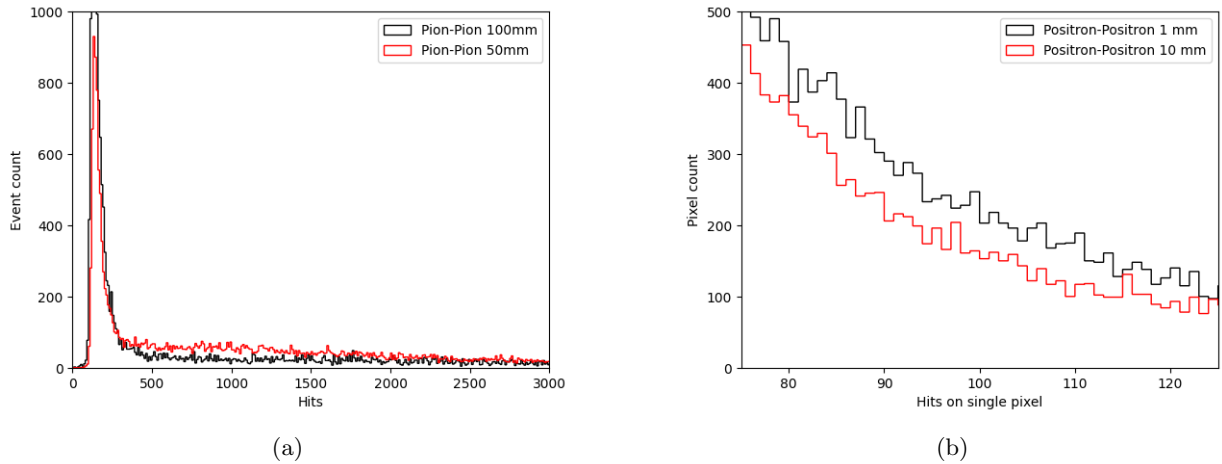 1000
800
600
400
200
0
Event count
0 500 1000 1500 2000 2500 3000
Hits
Pion-Pion 100mm
Pion-Pion 50mm
(a)
500
400
300
200
100
0
Pixel count
80 90 100 110 120
Hits on single pixel
Positron-Positron 1 mm
Positron-Positron 10 mm
(b)